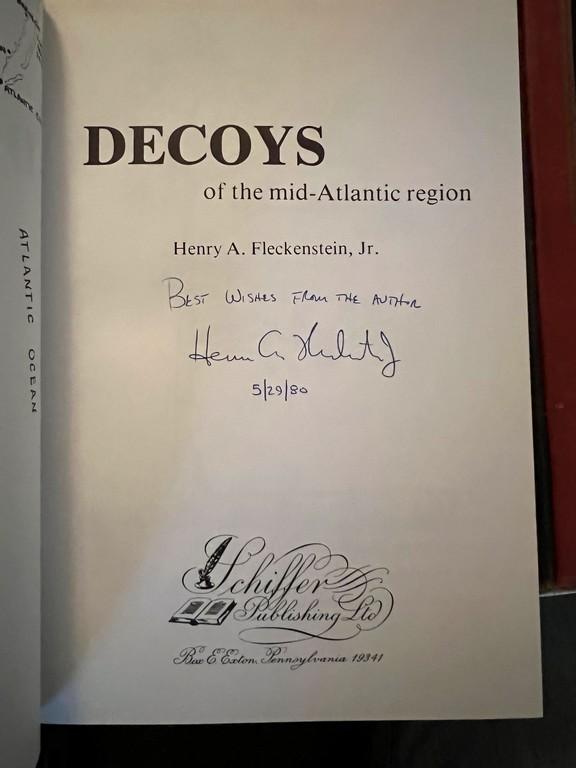 ATLANTIC OCEAN
DECOYS
of the mid-Atlantic region
Henry A. Fleckenstein, Jr.
BEST WISHES FROM THE AUTHOR
5/29/80
Schiffer
Publishing Ltd
Box E Exton, Pennsylvania 19341